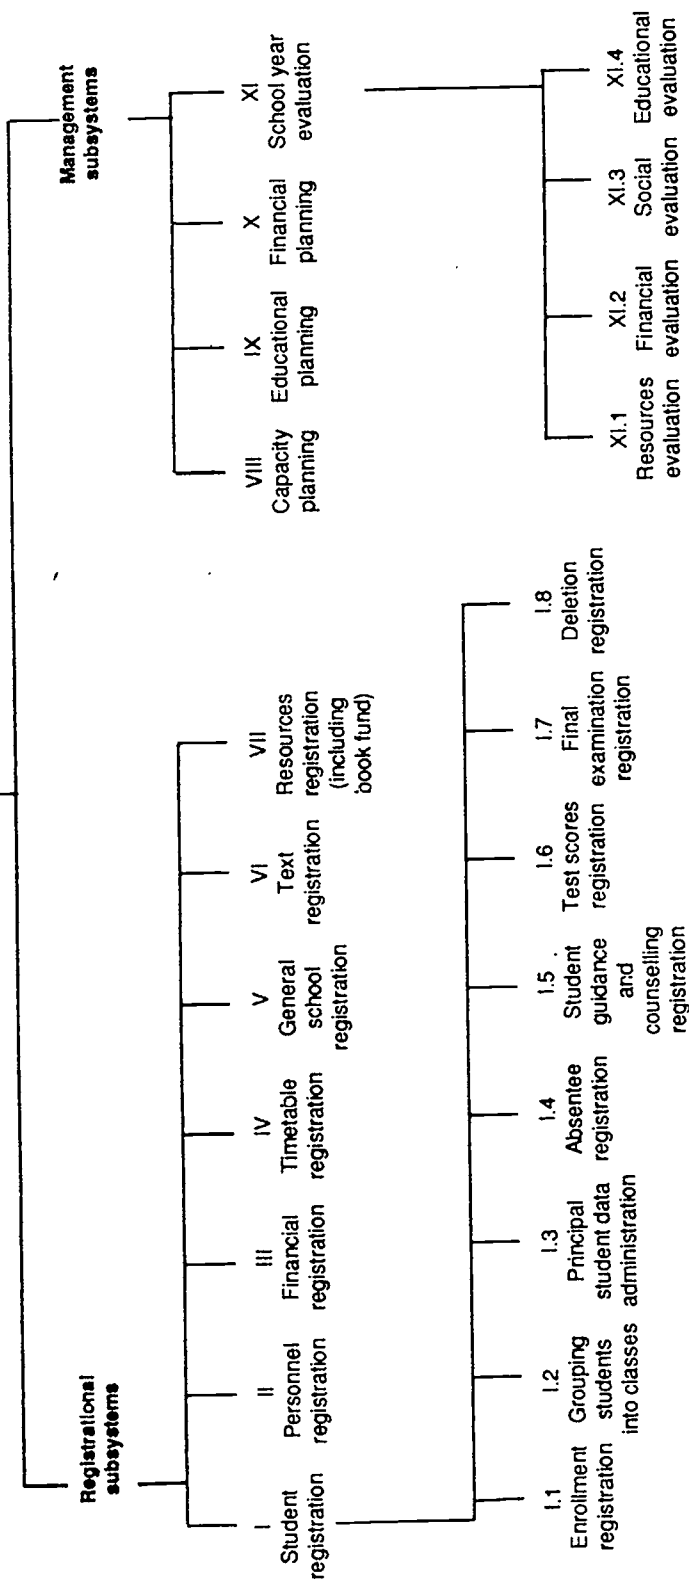 Registrational
subsystems
Management
subsystems
I
Student
registration
II
Personnel
registration
III
Financial
registration
IV
Timetable
registration
V
General
school
registration
VI
Text
registration
VII
Resources
registration
(including
book fund)
VIII
Capacity
planning
IX
Educational
planning
X
Financial
planning
XI
School year
evaluation
I.1
Enrollment
registration
I.2
Grouping
students
into classes
I.3
Principal
student data
administration
I.4
Absentee
registration
I.5
Student
guidance
and
counselling
registration
I.6
Test scores
registration
I.7
Final
examination
registration
I.8
Deletion
registration
XI.1
Resources
evaluation
XI.2
Financial
evaluation
XI.3
Social
evaluation
XI.4
Educational
evaluation